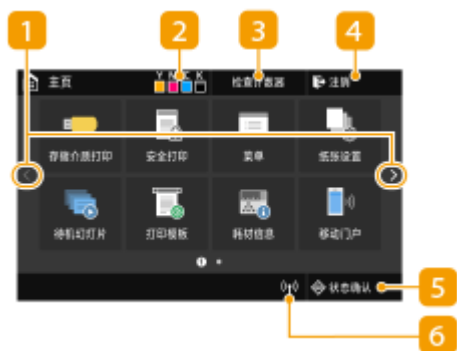 1
2
3
4
主页
Y M C K
检查计数器
注销
存储介质打印
安全打印
菜单
纸张设置
待机幻灯片
打印模板
耗材信息
移动门户
状态确认
5
6